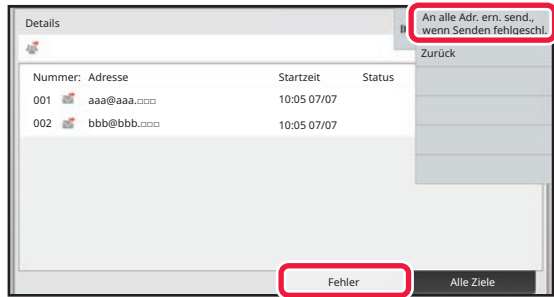 Details
An alle Adr. ern. send.,
wenn Senden fehlgeschl.
Zurück
Nummer: Adresse Startzeit Status
001 aaa@aaa.□□□ 10:05 07/07
002 bbb@bbb.□□□ 10:05 07/07
Fehler Alle Ziele